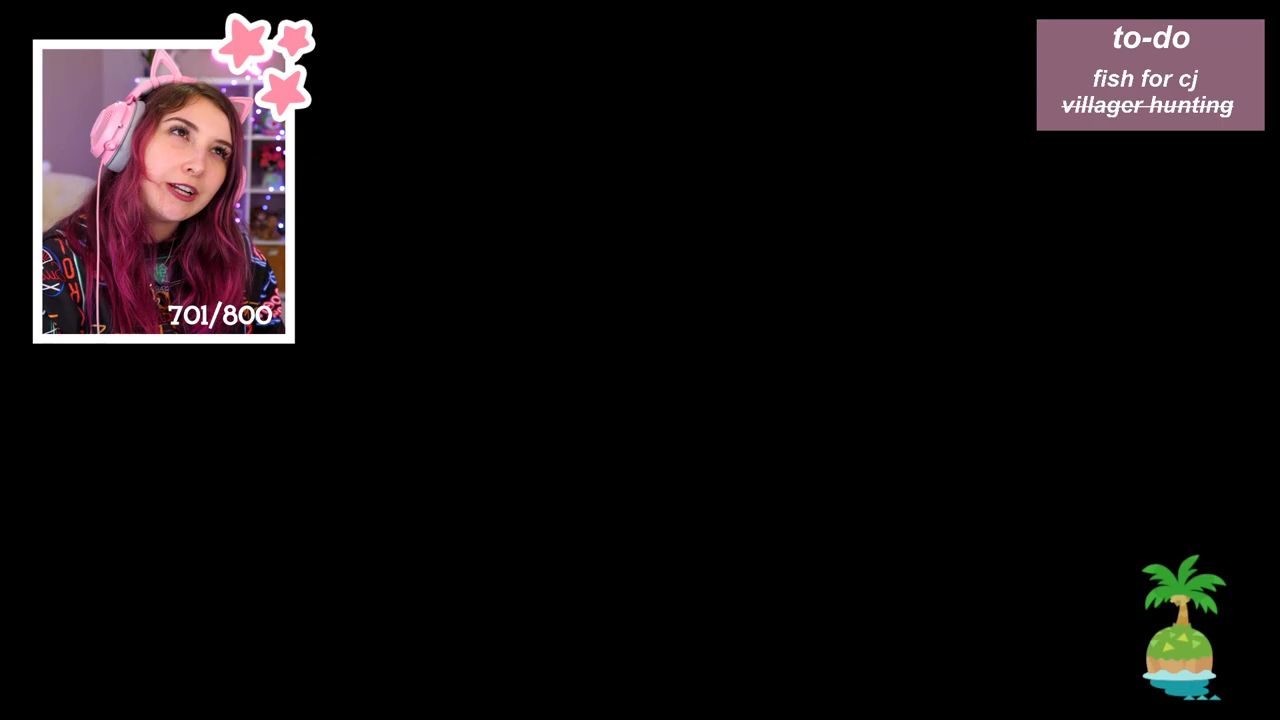 to-do
fish for cj
villager hunting
701/800